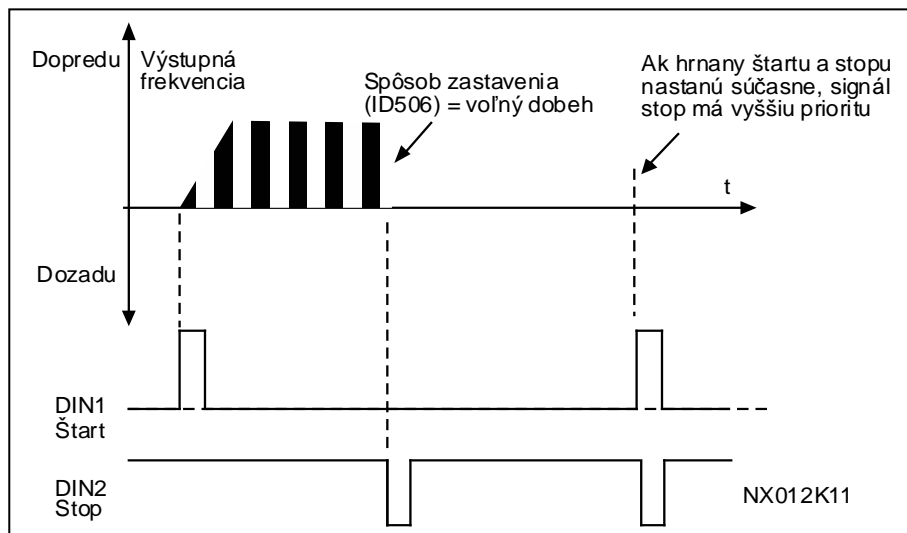 Dopredu
Výstupná
frekvencia
Spôsob zastavenia
(ID506) = voľný dobeh
Ak hrnany štartu a stopu
nastanú súčasne, signál
stop má vyššiu prioritu
t
Dozadu
DIN1
Štart
DIN2
Stop
NX012K11